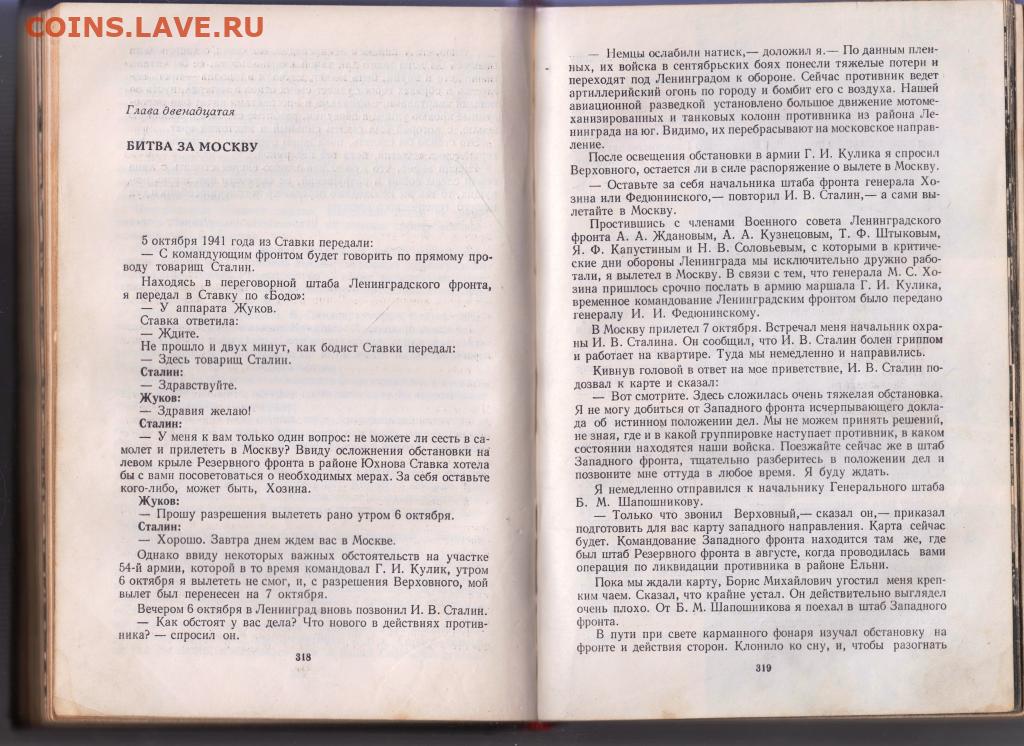 COINS.LAVE.RU
Глава двенадцатая
БИТВА ЗА МОСКВУ
5 октября 1941 года из Ставки передали:
— С командующим фронтом будет говорить по прямому про-
воду товарищ Сталин.
Находясь в переговорной штаба Ленинградского фронта,
я передал в Ставку по «Бодо»:
— У аппарата Жуков.
Ставка ответила:
— Ждите.
Не прошло и двух минут, как бодист Ставки передал:
— Здесь товарищ Сталин.
Сталин:
— Здравствуйте.
Жуков:
— Здравия желаю!
Сталин:
— У меня к вам только один вопрос: не можете ли сесть в са-
молет и прилететь в Москву? Ввиду осложнения обстановки на
левом крыле Резервного фронта в районе Юхнова Ставка хотела
бы с вами посоветоваться о необходимых мерах. За себя оставьте
кого-либо, может быть, Хозина.
Жуков:
— Прошу разрешения вылететь рано утром 6 октября.
Сталин:
— Хорошо. Завтра днем ждем вас в Москве.
Однако ввиду некоторых важных обстоятельств на участке
54-й армии, которой в то время командовал Г. И. Кулик, утром
6 октября я вылететь не смог, и, с разрешения Верховного, мой
вылет был перенесен на 7 октября.
Вечером 6 октября в Ленинград вновь позвонил И. В. Сталин.
— Как обстоят у вас дела? Что нового в действиях против-
ника? — спросил он.
318
— Немцы ослабили натиск,— доложил я.— По данным плен-
ных, их войска в сентябрьских боях понесли тяжелые потери и
переходят под Ленинградом к обороне. Сейчас противник ведет
артиллерийский огонь по городу и бомбит его с воздуха. Нашей
авиационной разведкой установлено большое движение мотоме-
ханизированных и танковых колонн противника из района Ле-
нинграда на юг. Видимо, их перебрасывают на московское направ-
ление.
После освещения обстановки в армии Г. И. Кулика я спросил
Верховного, остается ли в силе распоряжение о вылете в Москву.
— Оставьте за себя начальника штаба фронта генерала Хо-
зина или Федюнинского,— повторил И. В. Сталин,— а сами вы-
летайте в Москву.
Простившись с членами Военного совета Ленинградского
фронта А. А. Ждановым, А. А. Кузнецовым, Т. Ф. Штыковым,
Я. Ф. Капустиным и Н. В. Соловьевым, с которыми в критиче-
ские дни обороны Ленинграда мы исключительно дружно рабо-
тали, я вылетел в Москву. В связи с тем, что генерала М. С. Хо-
зина пришлось срочно послать в армию маршала Г. И. Кулика,
временное командование Ленинградским фронтом было передано
генералу И. И. Федюнинскому.
В Москву прилетел 7 октября. Встречал меня начальник охра-
ны И. В. Сталина. Он сообщил, что И. В. Сталин болен гриппом
и работает на квартире. Туда мы немедленно и направились.
Кивнув головой в ответ на мое приветствие, И. В. Сталин по-
дозвал к карте и сказал:
— Вот смотрите. Здесь сложилась очень тяжелая обстановка.
Я не могу добиться от Западного фронта исчерпывающего докла-
да об истинном положении дел. Мы не можем принять решений,
не зная, где и в какой группировке наступает противник, в каком
состоянии находятся наши войска. Поезжайте сейчас же в штаб
Западного фронта, тщательно разберитесь в положении дел и
позвоните мне оттуда в любое время. Я буду ждать.
Я немедленно отправился к начальнику Генерального штаба
Б. М. Шапошникову.
— Только что звонил Верховный,— сказал он,— приказал
подготовить для вас карту западного направления. Карта сейчас
будет. Командование Западного фронта находится там же, где
был штаб Резервного фронта в августе, когда проводилась вами
операция по ликвидации противника в районе Ельни.
Пока мы ждали карту, Борис Михайлович угостил меня креп-
ким чаем. Сказал, что крайне устал. Он действительно выглядел
очень плохо. От Б. М. Шапошникова я поехал в штаб Западного
фронта.
В пути при свете карманного фонаря изучал обстановку на
фронте и действия сторон. Клонило ко сну, и, чтобы разогнать
319